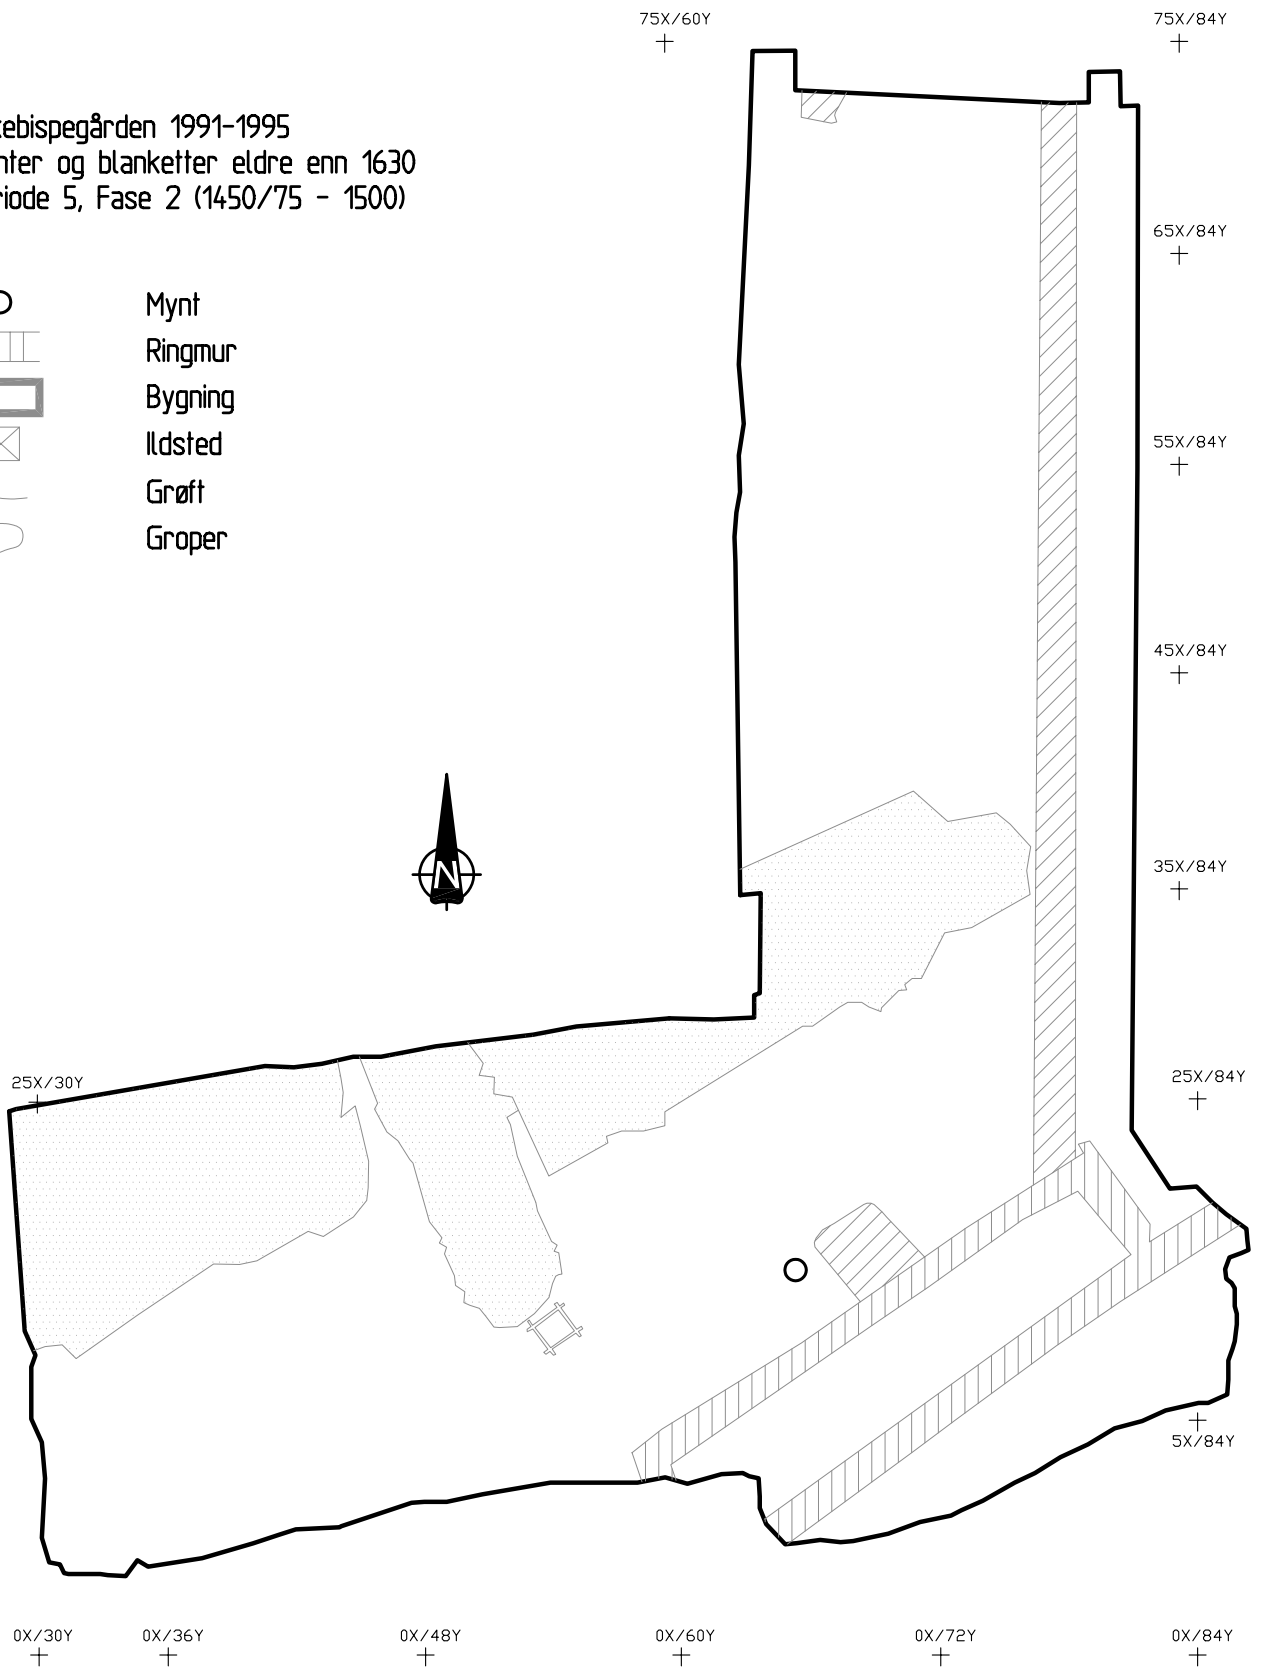 75X/60Y 75X/84Y
ebispegården 1991-1995
nter og blanketter eldre enn 1630
riode 5, Fase 2 (1450/75 - 1500)
65X/84Y
Mynt
Ringmur
Bygning
Ildsted
Grøft
Groper
55X/84Y
45X/84Y
N
35X/84Y
25X/30Y
25X/84Y
5X/84Y
0X/30Y 0X/36Y 0X/48Y 0X/60Y 0X/72Y 0X/84Y